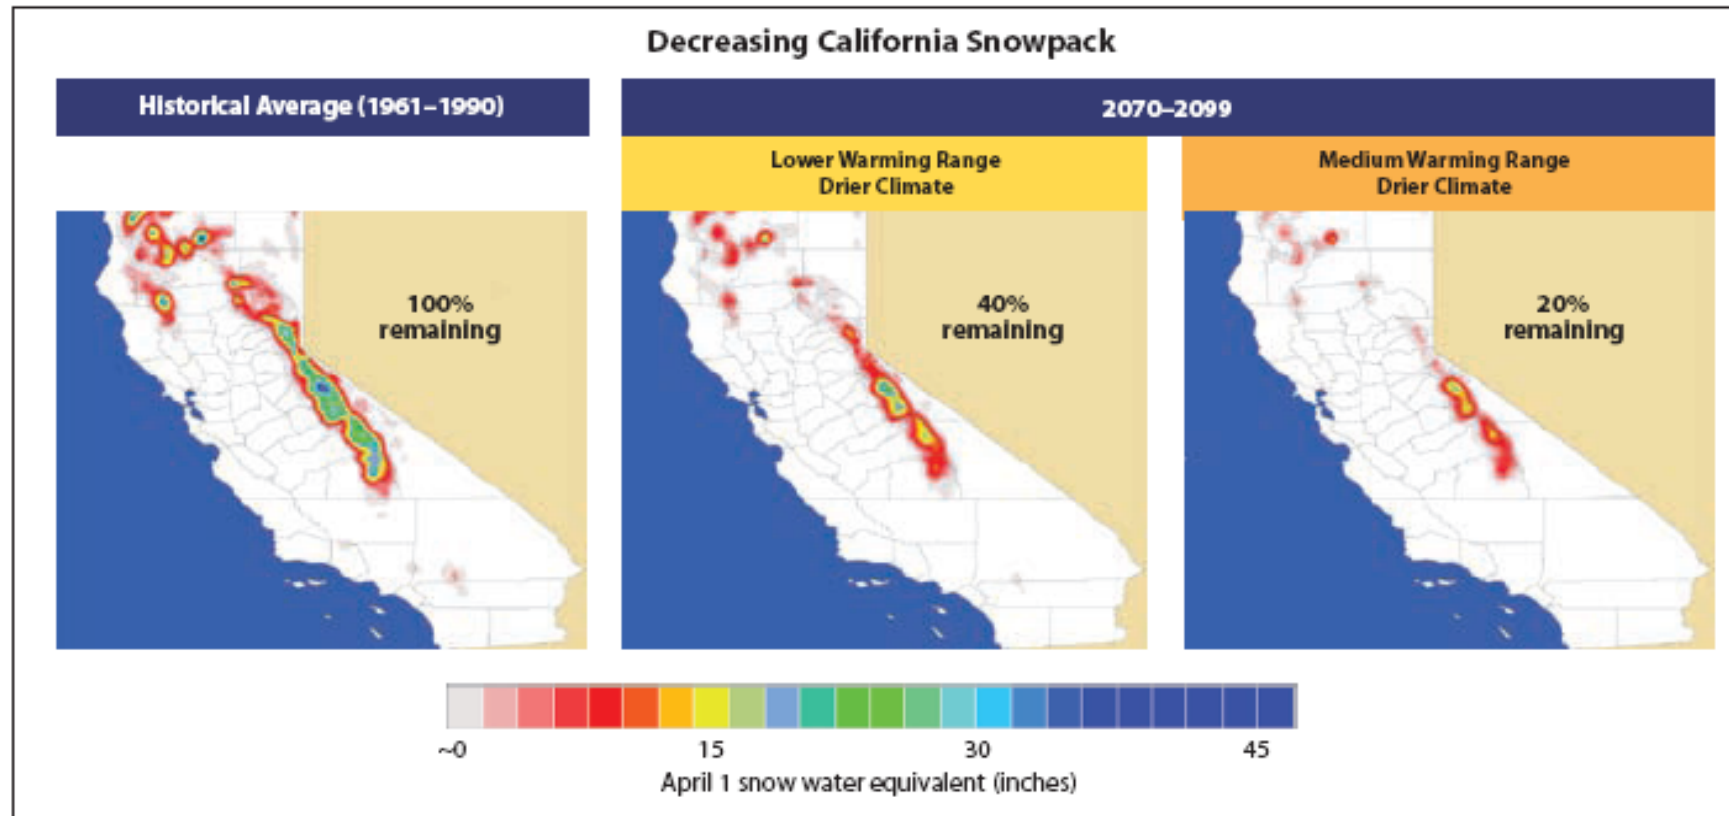 Decreasing California Snowpack
Historical Average (1961–1990)
2070–2099
Lower Warming Range
Drier Climate
Medium Warming Range
Drier Climate
100%
remaining
40%
remaining
20%
remaining
~0
15
30
45
April 1 snow water equivalent (inches)